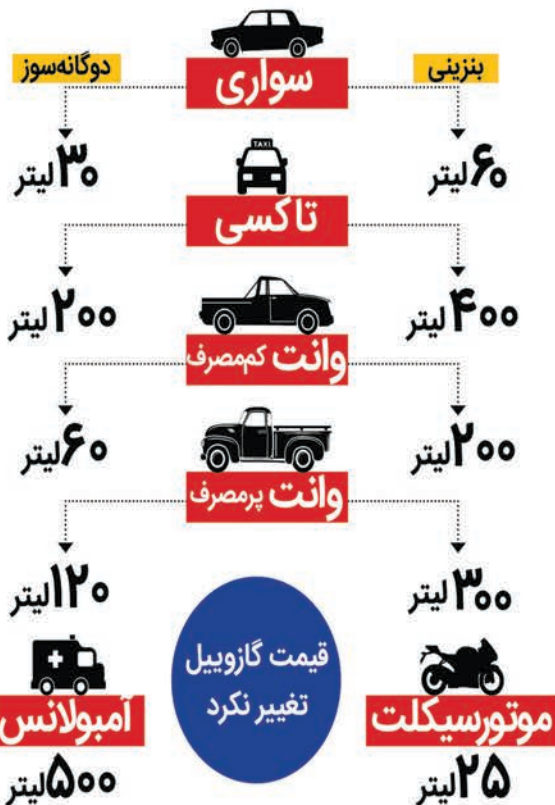 بنزینی
دوگانه‌سوز
سواری
۶۰ لیتر
۳۰ لیتر
TAXI
تاکسی
۴۰۰ لیتر
۲۰۰ لیتر
وانت کم‌مصرف
۲۰۰ لیتر
۶۰ لیتر
وانت پرمصرف
۳۰۰ لیتر
۱۲۰ لیتر
قیمت گازوییل
تغییر نکرد
موتورسیکلت
۲۵ لیتر
آمبولانس
۵۰۰ لیتر